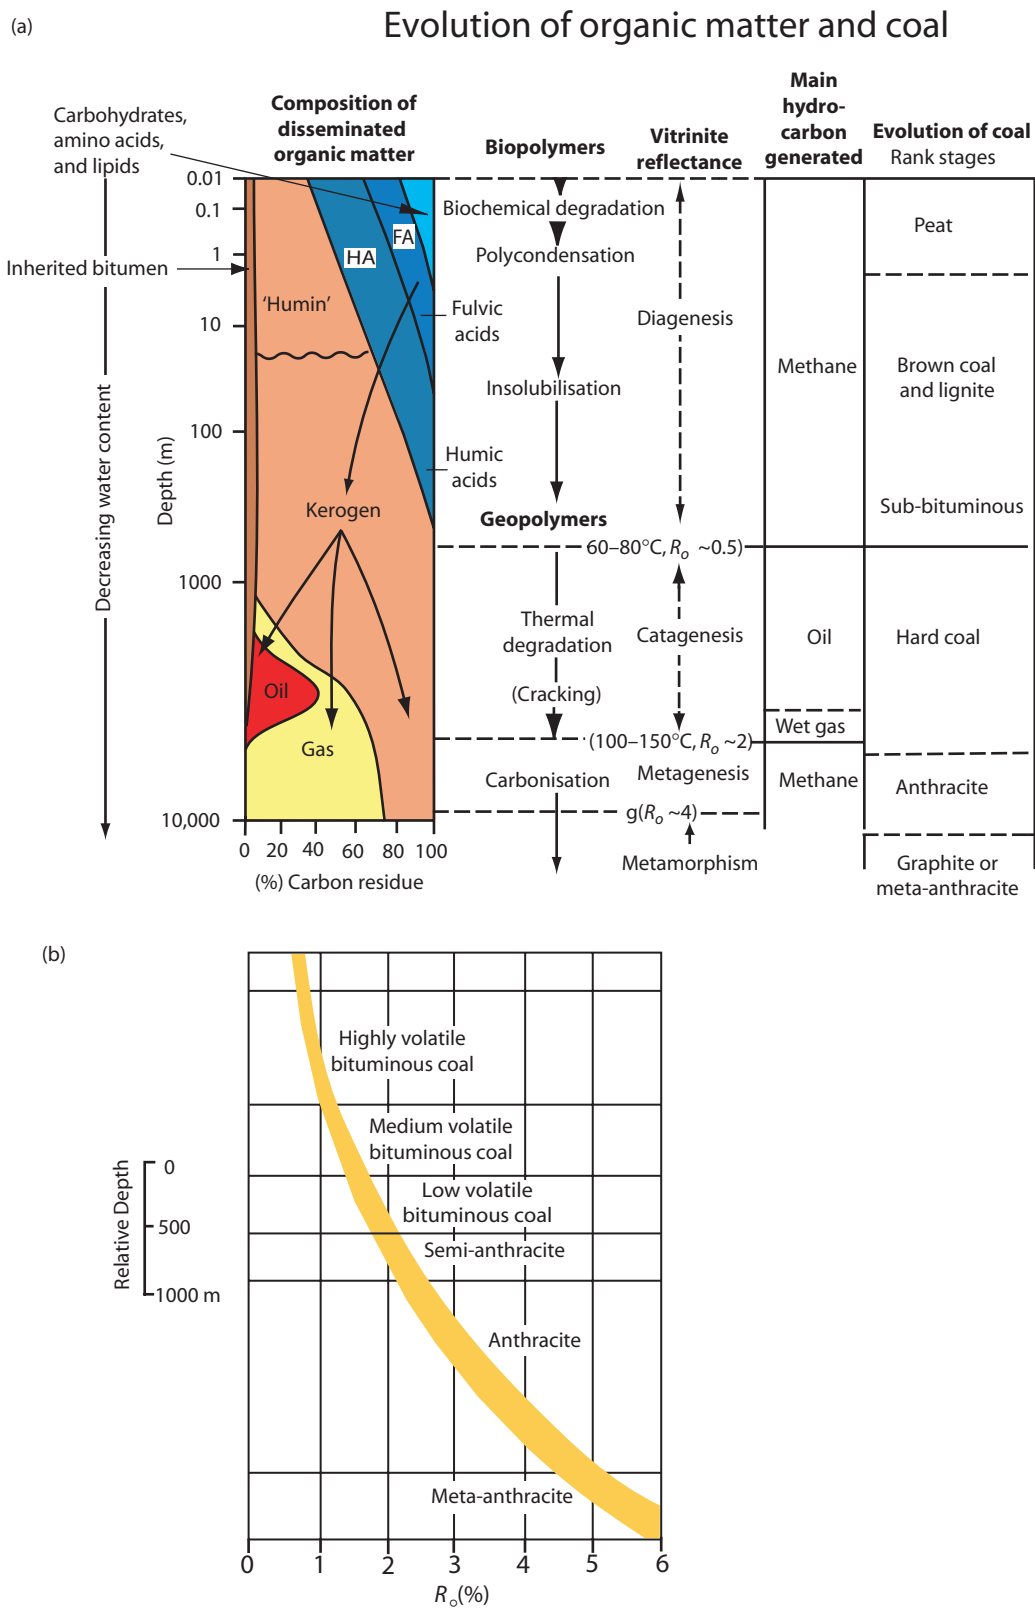 (a)
Evolution of organic matter and coal
Carbohydrates,
amino acids,
and lipids
Composition of
disseminated
organic matter
Biopolymers
Vitrinite
reflectance
Main
hydro-
carbon
generated
Evolution of coal
Rank stages
0.01
0.1
1
10
100
1000
10,000
Depth (m)
Decreasing water content
Inherited bitumen
'Humin'
HA
FA
Fulvic
acids
Humic
acids
Kerogen
Oil
Gas
0 20 40 60 80 100
(%) Carbon residue
Biochemical degradation
Polycondensation
Insolubilisation
Geopolymers
Thermal
degradation
(Cracking)
Carbonisation
Diagenesis
60–80°C, Ro ~0.5)
Catagenesis
(100–150°C, Ro ~2)
Metagenesis
g(Ro ~4)
Metamorphism
Methane
Oil
Wet gas
Methane
Peat
Brown coal
and lignite
Sub-bituminous
Hard coal
Anthracite
Graphite or
meta-anthracite
(b)
Highly volatile
bituminous coal
Medium volatile
bituminous coal
Low volatile
bituminous coal
Semi-anthracite
Anthracite
Meta-anthracite
Relative Depth
0
500
1000 m
0 1 2 3 4 5 6
Ro(%)